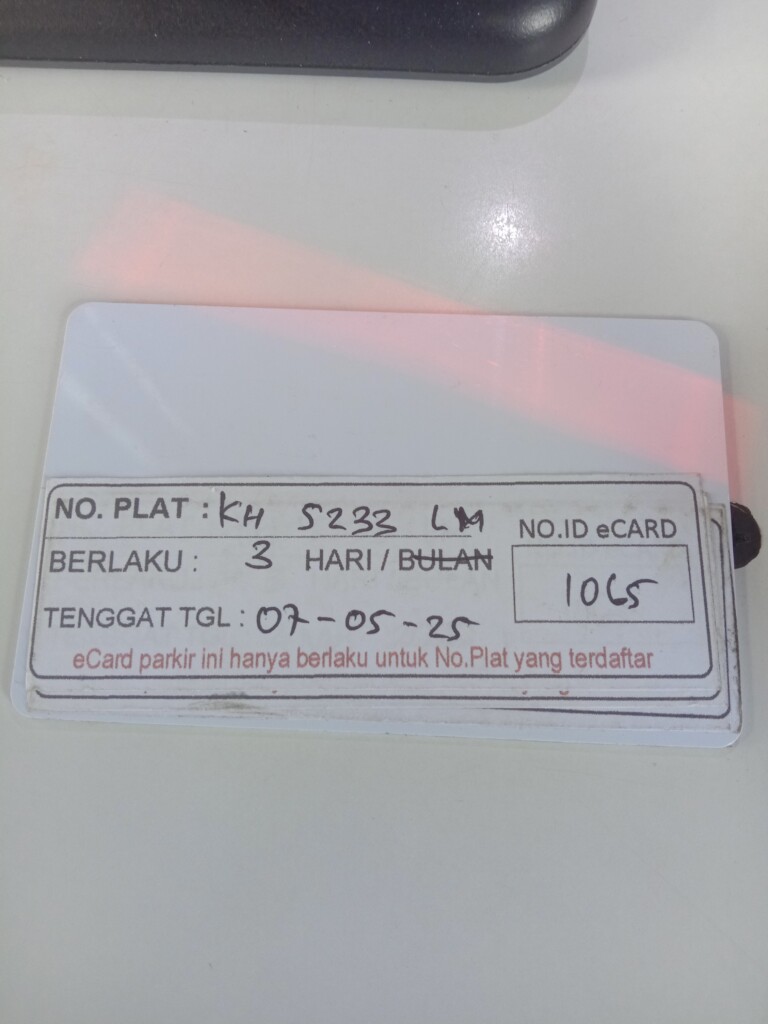 NO. PLAT : KH 5233 LM
NO.ID eCARD
BERLAKU : 3 HARI / BULAN
1065
TENGGAT TGL : 07-05-25
eCard parkir ini hanya berlaku untuk No.Plat yang terdaftar